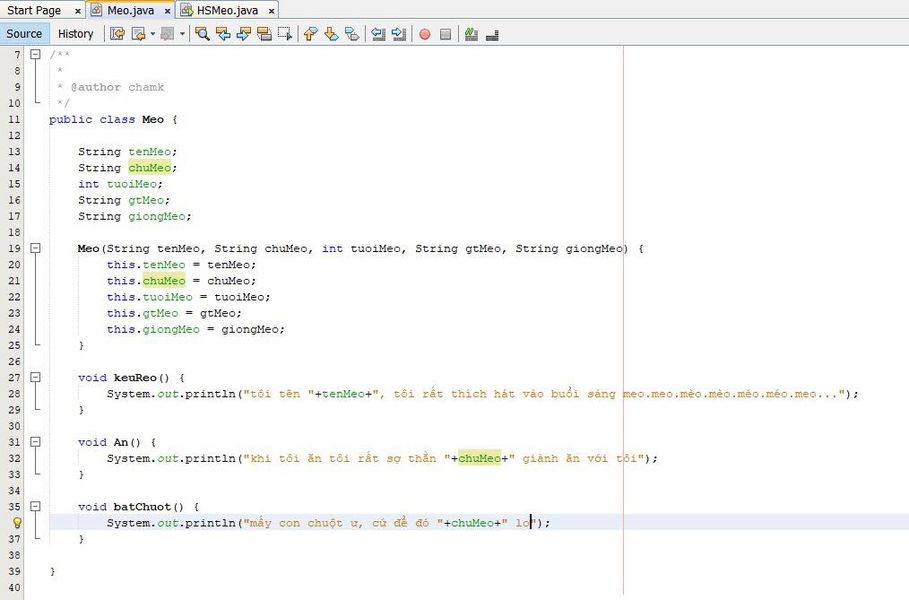 Start Page x Meo.java x HSMeo.java x
Source History
7 /**
8 *
9 * @author chamk
10 */
11 public class Meo {
12
13 String tenMeo;
14 String chuMeo;
15 int tuoiMeo;
16 String gtMeo;
17 String giongMeo;
18
19 Meo(String tenMeo, String chuMeo, int tuoiMeo, String gtMeo, String giongMeo) {
20 this.tenMeo = tenMeo;
21 this.chuMeo = chuMeo;
22 this.tuoiMeo = tuoiMeo;
23 this.gtMeo = gtMeo;
24 this.giongMeo = giongMeo;
25 }
26
27 void keuReo() {
28 System.out.println("tôi tên "+tenMeo+", tôi rất thích hát vào buổi sáng meo.meo.mèo.mèo.méo.méo.meo...");
29 }
30
31 void An() {
32 System.out.println("khi tôi ăn tôi rất sợ thằn "+chuMeo+" giành ăn với tôi");
33 }
34
35 void batChuot() {
System.out.println("mấy con chuột ư, cứ để đó "+chuMeo+" lo");
37 }
38
39 }
40